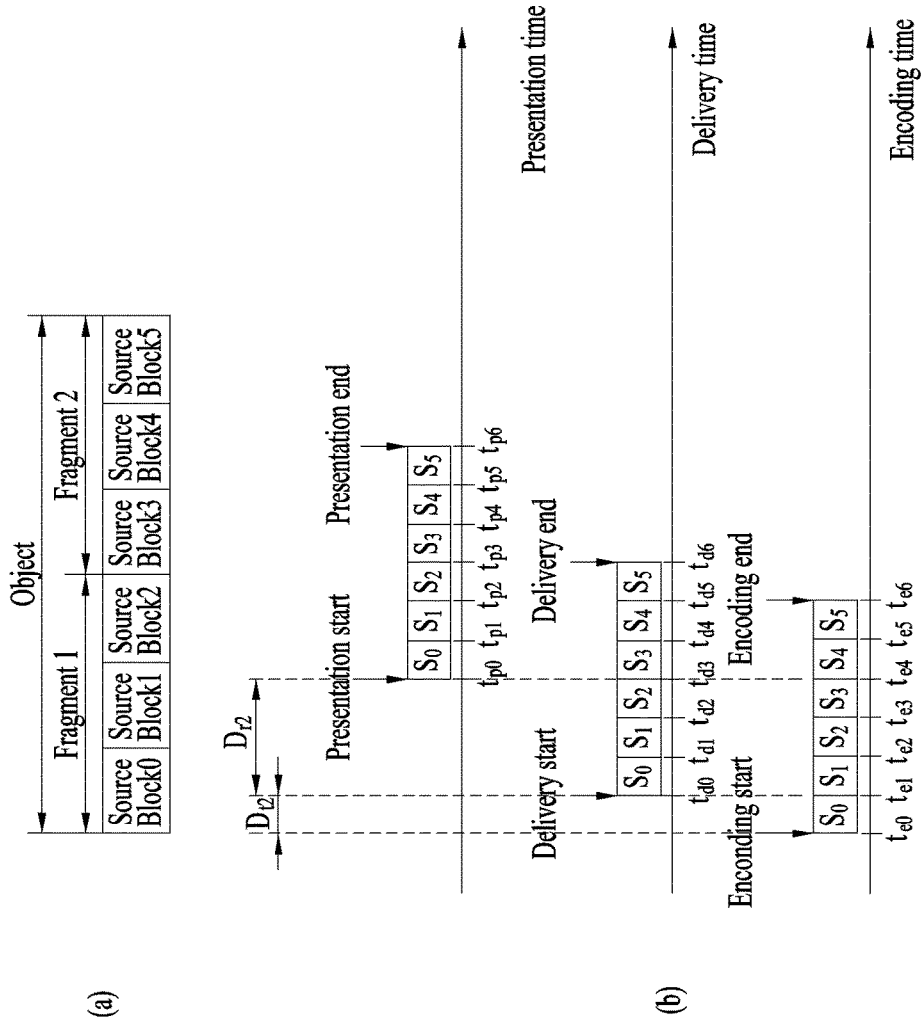 (a)
Object
Fragment 1
Fragment 2
Source Block0
Source Block1
Source Block2
Source Block3
Source Block4
Source Block5
(b)
Dt2
Dr2
Presentation start
Presentation end
S0 S1 S2 S3 S4 S5
tp0 tp1 tp2 tp3 tp4 tp5 tp6
Presentation time
Delivery start
Delivery end
S0 S1 S2 S3 S4 S5
td0 td1 td2 td3 td4 td5 td6
Delivery time
Enconding start
Encoding end
S0 S1 S2 S3 S4 S5
te0 te1 te2 te3 te4 te5 te6
Encoding time